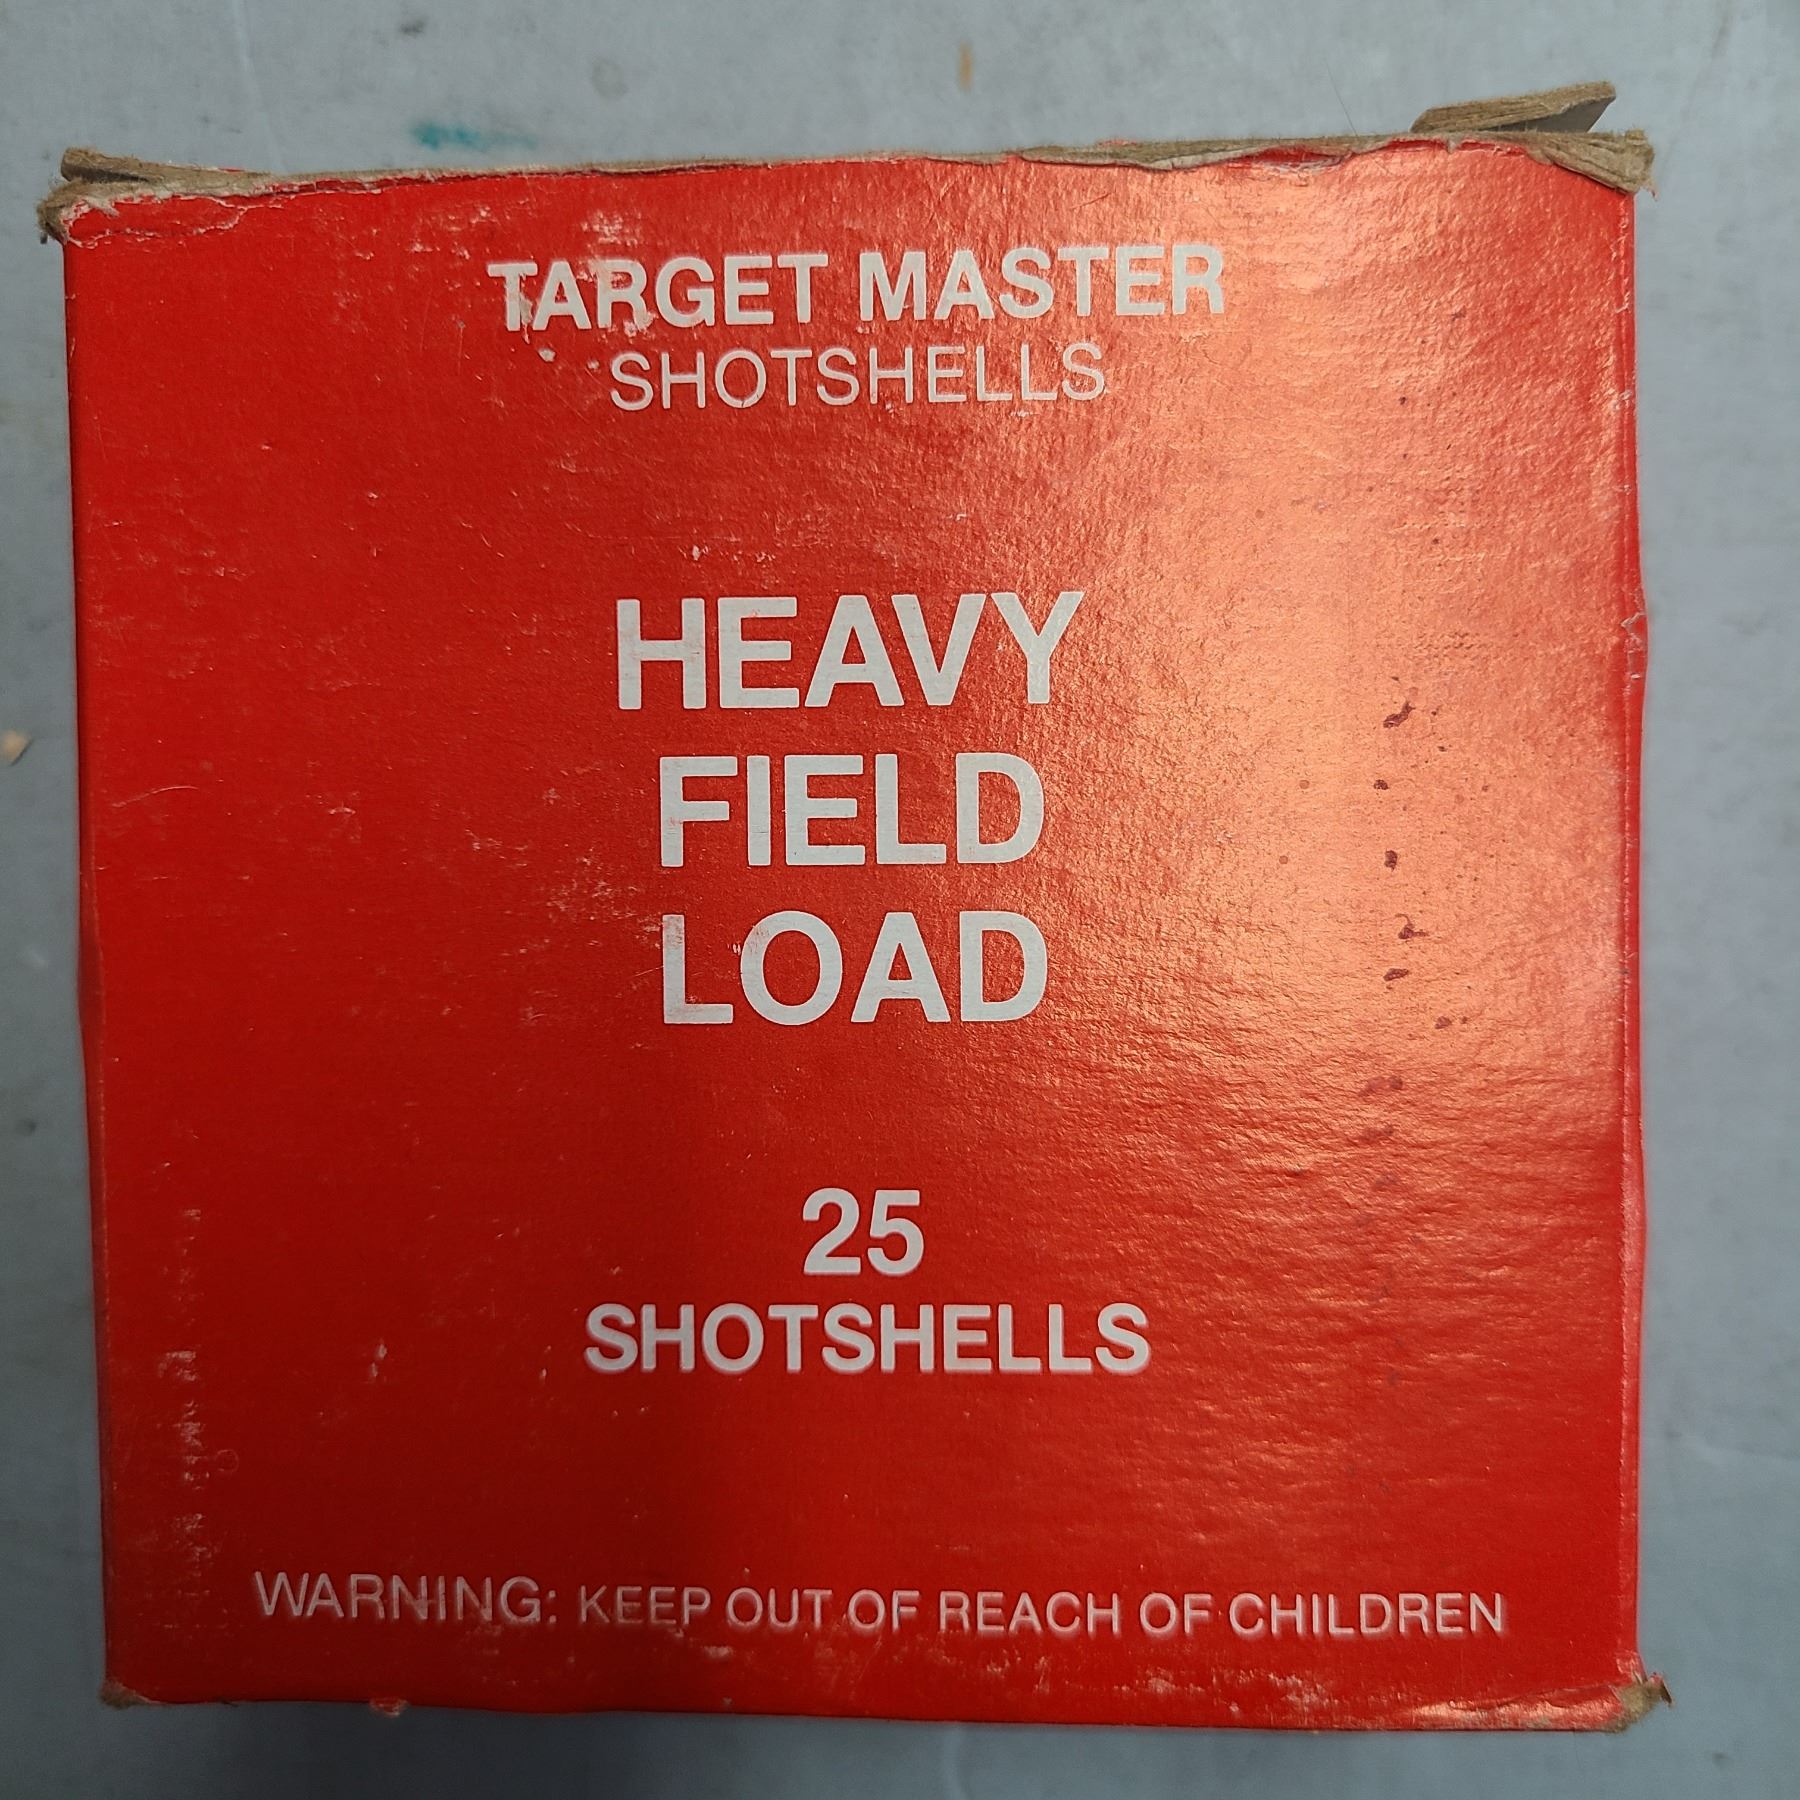 TARGET MASTER
SHOTSHELLS
HEAVY
FIELD
LOAD
25
SHOTSHELLS
WARNING: KEEP OUT OF REACH OF CHILDREN